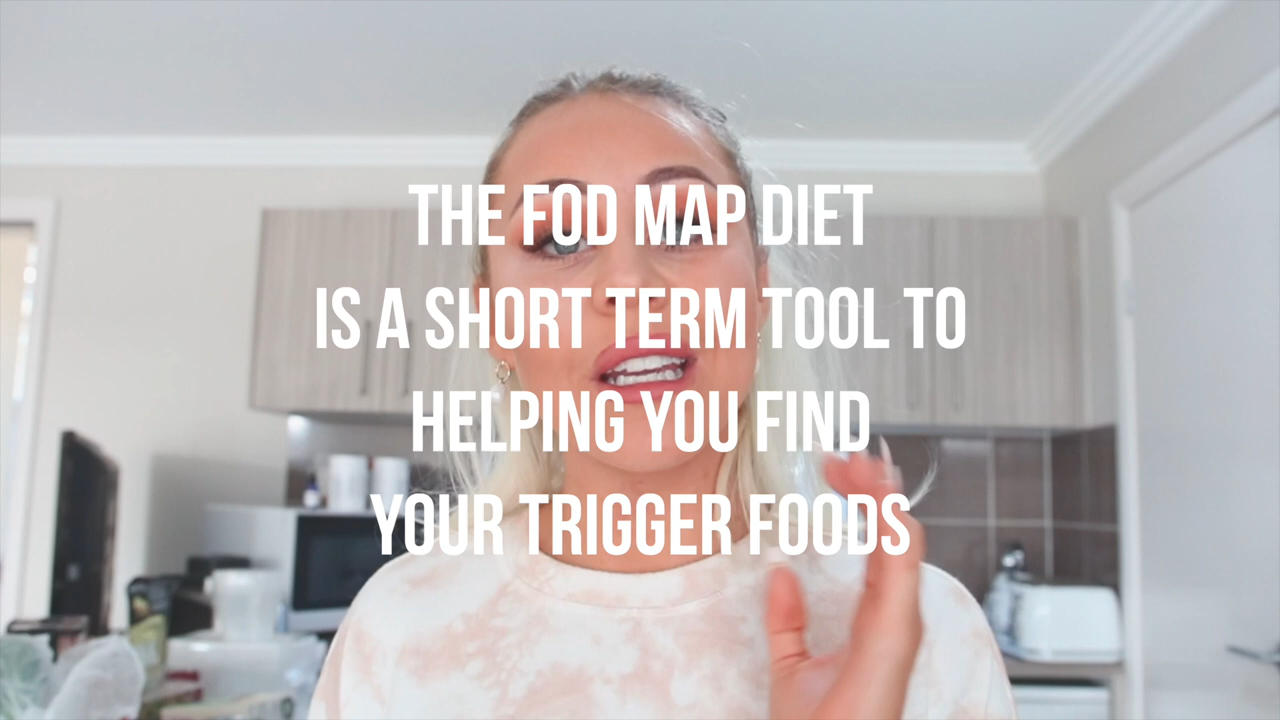 THE FOD MAP DIET
IS A SHORT TERM TOOL TO
HELPING YOU FIND
YOUR TRIGGER FOODS